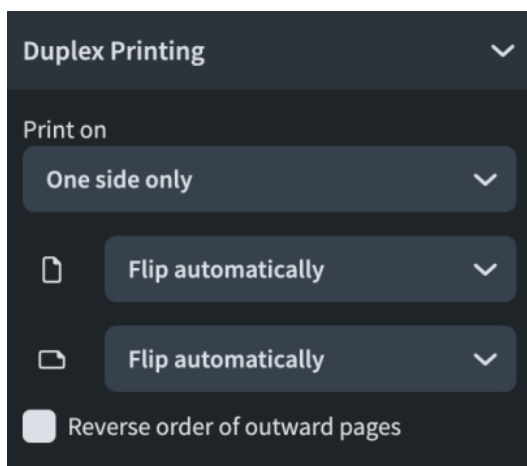 Duplex Printing
Print on
One side only
Flip automatically
Flip automatically
Reverse order of outward pages